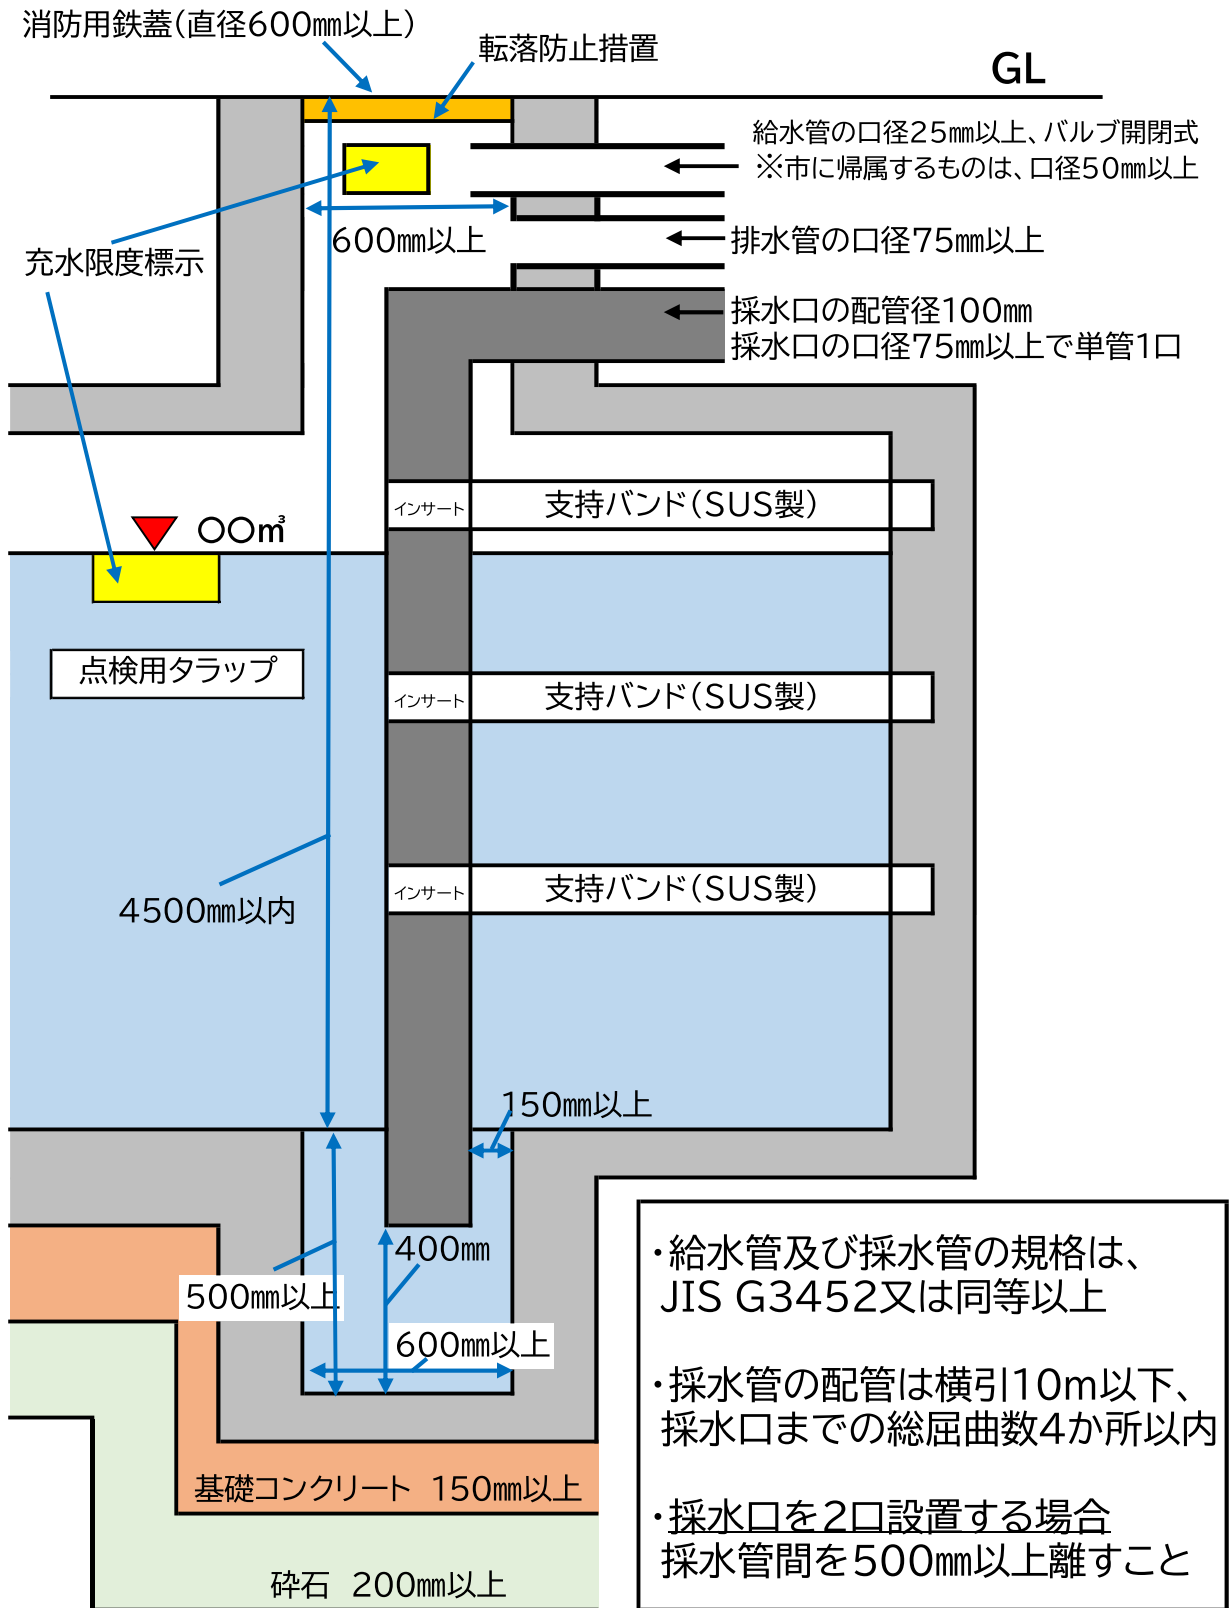 消防用鉄蓋(直径600㎜以上)
転落防止措置
GL
給水管の口径25㎜以上、バルブ開閉式
※市に帰属するものは、口径50㎜以上
600㎜以上
排水管の口径75㎜以上
充水限度標示
採水口の配管径100㎜
採水口の口径75㎜以上で単管1口
インサート 支持バンド(SUS製)
〇〇㎥
点検用タラップ
インサート 支持バンド(SUS製)
インサート 支持バンド(SUS製)
4500㎜以内
150㎜以上
400㎜
500㎜以上
600㎜以上
・給水管及び採水管の規格は、
JIS G3452又は同等以上
・採水管の配管は横引10m以下、
採水口までの総屈曲数4か所以内
・採水口を2口設置する場合
採水管間を500㎜以上離すこと
基礎コンクリート 150㎜以上
砕石 200㎜以上